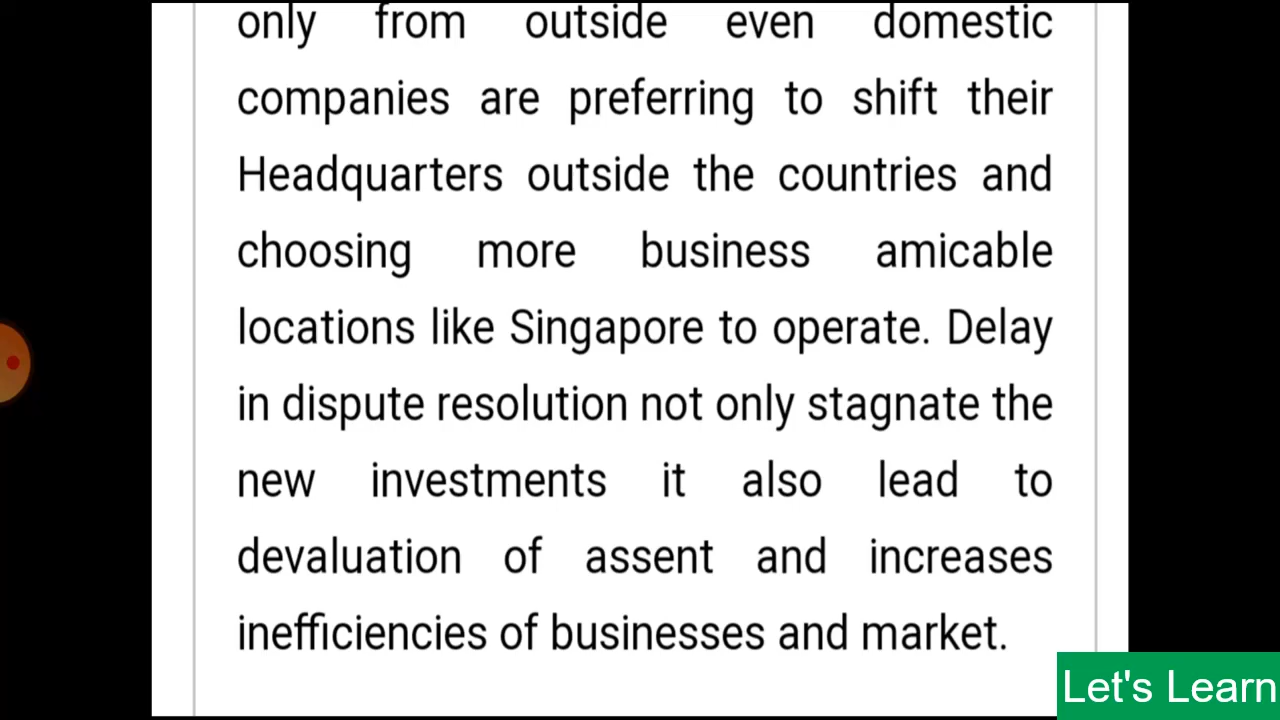 only from outside even domestic
companies are preferring to shift their
Headquarters outside the countries and
choosing more business amicable
locations like Singapore to operate. Delay
in dispute resolution not only stagnate the
new investments it also lead to
devaluation of assent and increases
inefficiencies of businesses and market.
Let's Learn